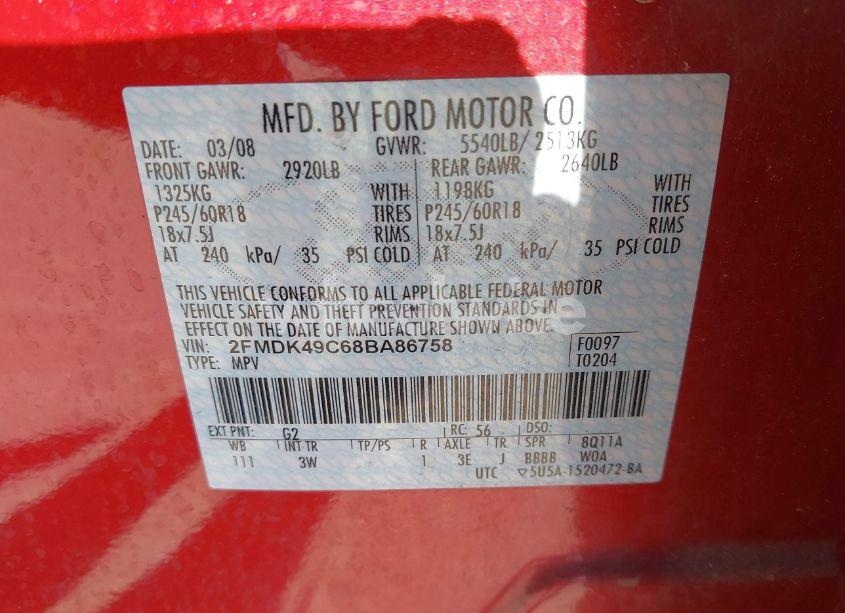 MFD. BY FORD MOTOR CO.
DATE: 03/08 GVWR: 5540LB/ 2513KG
FRONT GAWR: 2920LB REAR GAWR: 2640LB
1325KG WITH 1198KG WITH
P245/60R18 TIRES P245/60R18 TIRES
18x7.5J RIMS 18x7.5J RIMS
AT 240 kPa/ 35 PSI COLD AT 240 kPa/ 35 PSI COLD
THIS VEHICLE CONFORMS TO ALL APPLICABLE FEDERAL MOTOR
VEHICLE SAFETY AND THEFT PREVENTION STANDARDS IN
EFFECT ON THE DATE OF MANUFACTURE SHOWN ABOVE.
VIN: 2FMDK49C68BA86758 F0097
TYPE: MPV T0204
EXT PNT: G2 RC: 56 DSO:
WB INT TR TP/PS R AXLE TR SPR 8Q11A
111 3W - 1 3E J BBBB WOA
UTC ▽5U5A-1520472-BA